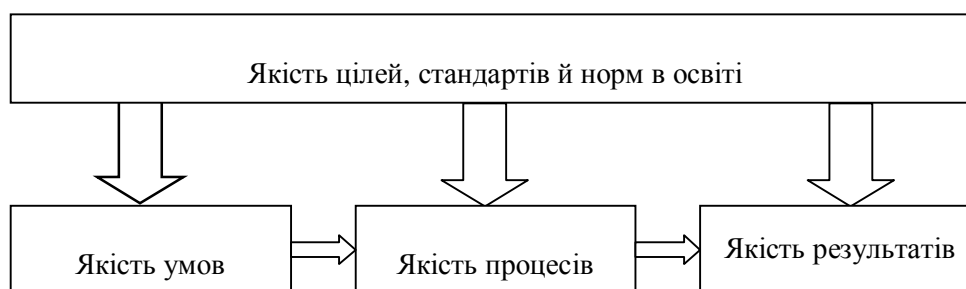 Якість цілей, стандартів й норм в освіті
Якість умов
Якість процесів
Якість результатів